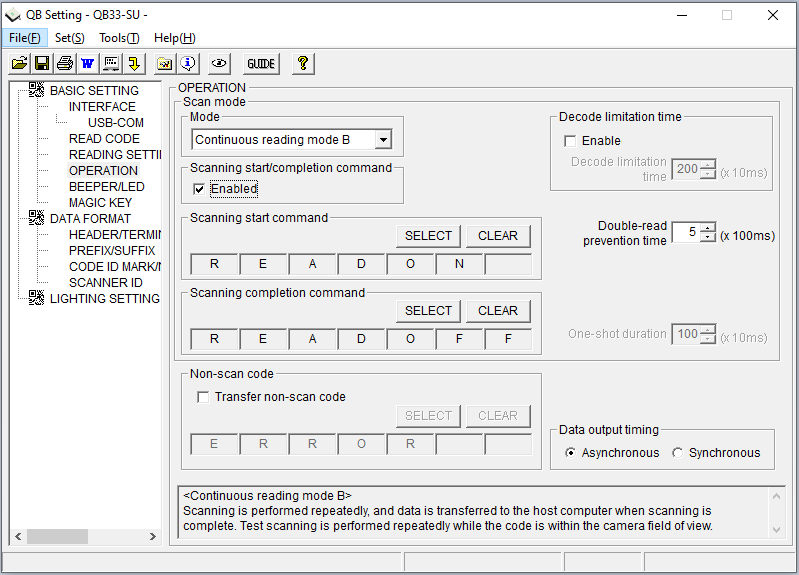 QB Setting - QB33-SU -
File(F) Set(S) Tools(T) Help(H)
W GUIDE ?
BASIC SETTING
INTERFACE
USB-COM
READ CODE
READING SETTI
OPERATION
BEEPER/LED
MAGIC KEY
DATA FORMAT
HEADER/TERMIN
PREFIX/SUFFIX
CODE ID MARK/
SCANNER ID
LIGHTING SETTING
OPERATION
Scan mode
Mode
Continuous reading mode B
Scanning start/completion command
Enabled
Decode limitation time
Enable
Decode limitation
time 200 (x 10ms)
Scanning start command
SELECT CLEAR
R E A D O N
Double-read
prevention time 5 (x 100ms)
Scanning completion command
SELECT CLEAR
R E A D O F F
One-shot duration 100 (x 10ms)
Non-scan code
Transfer non-scan code
SELECT CLEAR
E R R O R
Data output timing
Asynchronous Synchronous
<Continuous reading mode B>
Scanning is performed repeatedly, and data is transferred to the host computer when scanning is
complete. Test scanning is performed repeatedly while the code is within the camera field of view.